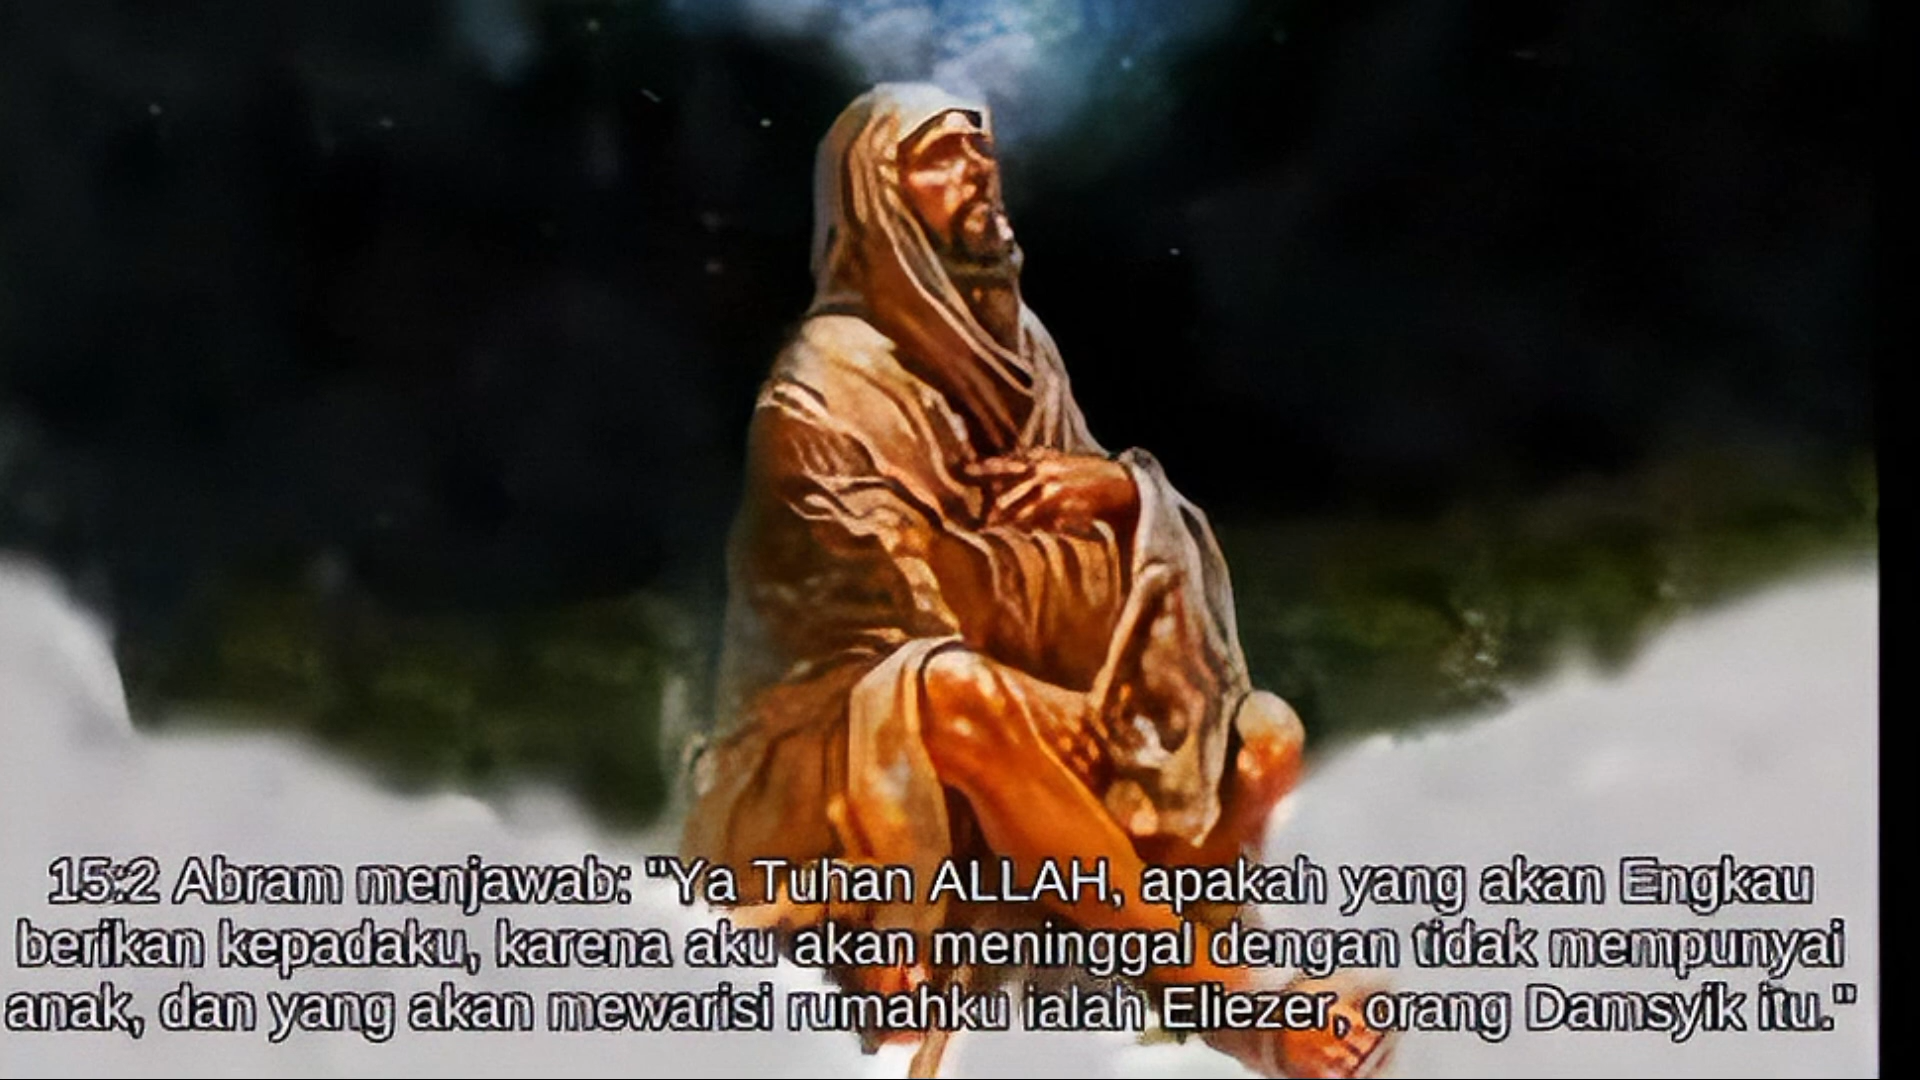 15:2 Abram menjawab: "Ya Tuhan ALLAH, apakah yang akan Engkau
berikan kepadaku, karena aku akan meninggal dengan tidak mempunyai
anak, dan yang akan mewarisi rumahku ialah Eliezer, orang Damsyik itu."